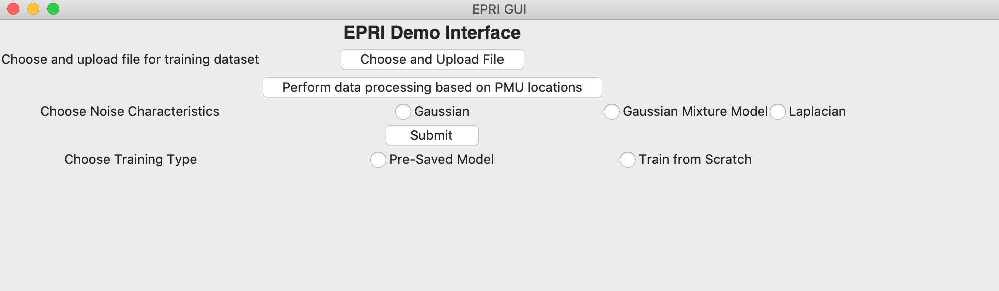 EPRI GUI
EPRI Demo Interface
Choose and upload file for training dataset Choose and Upload File
Perform data processing based on PMU locations
Choose Noise Characteristics Gaussian Gaussian Mixture Model Laplacian
Submit
Choose Training Type Pre-Saved Model Train from Scratch